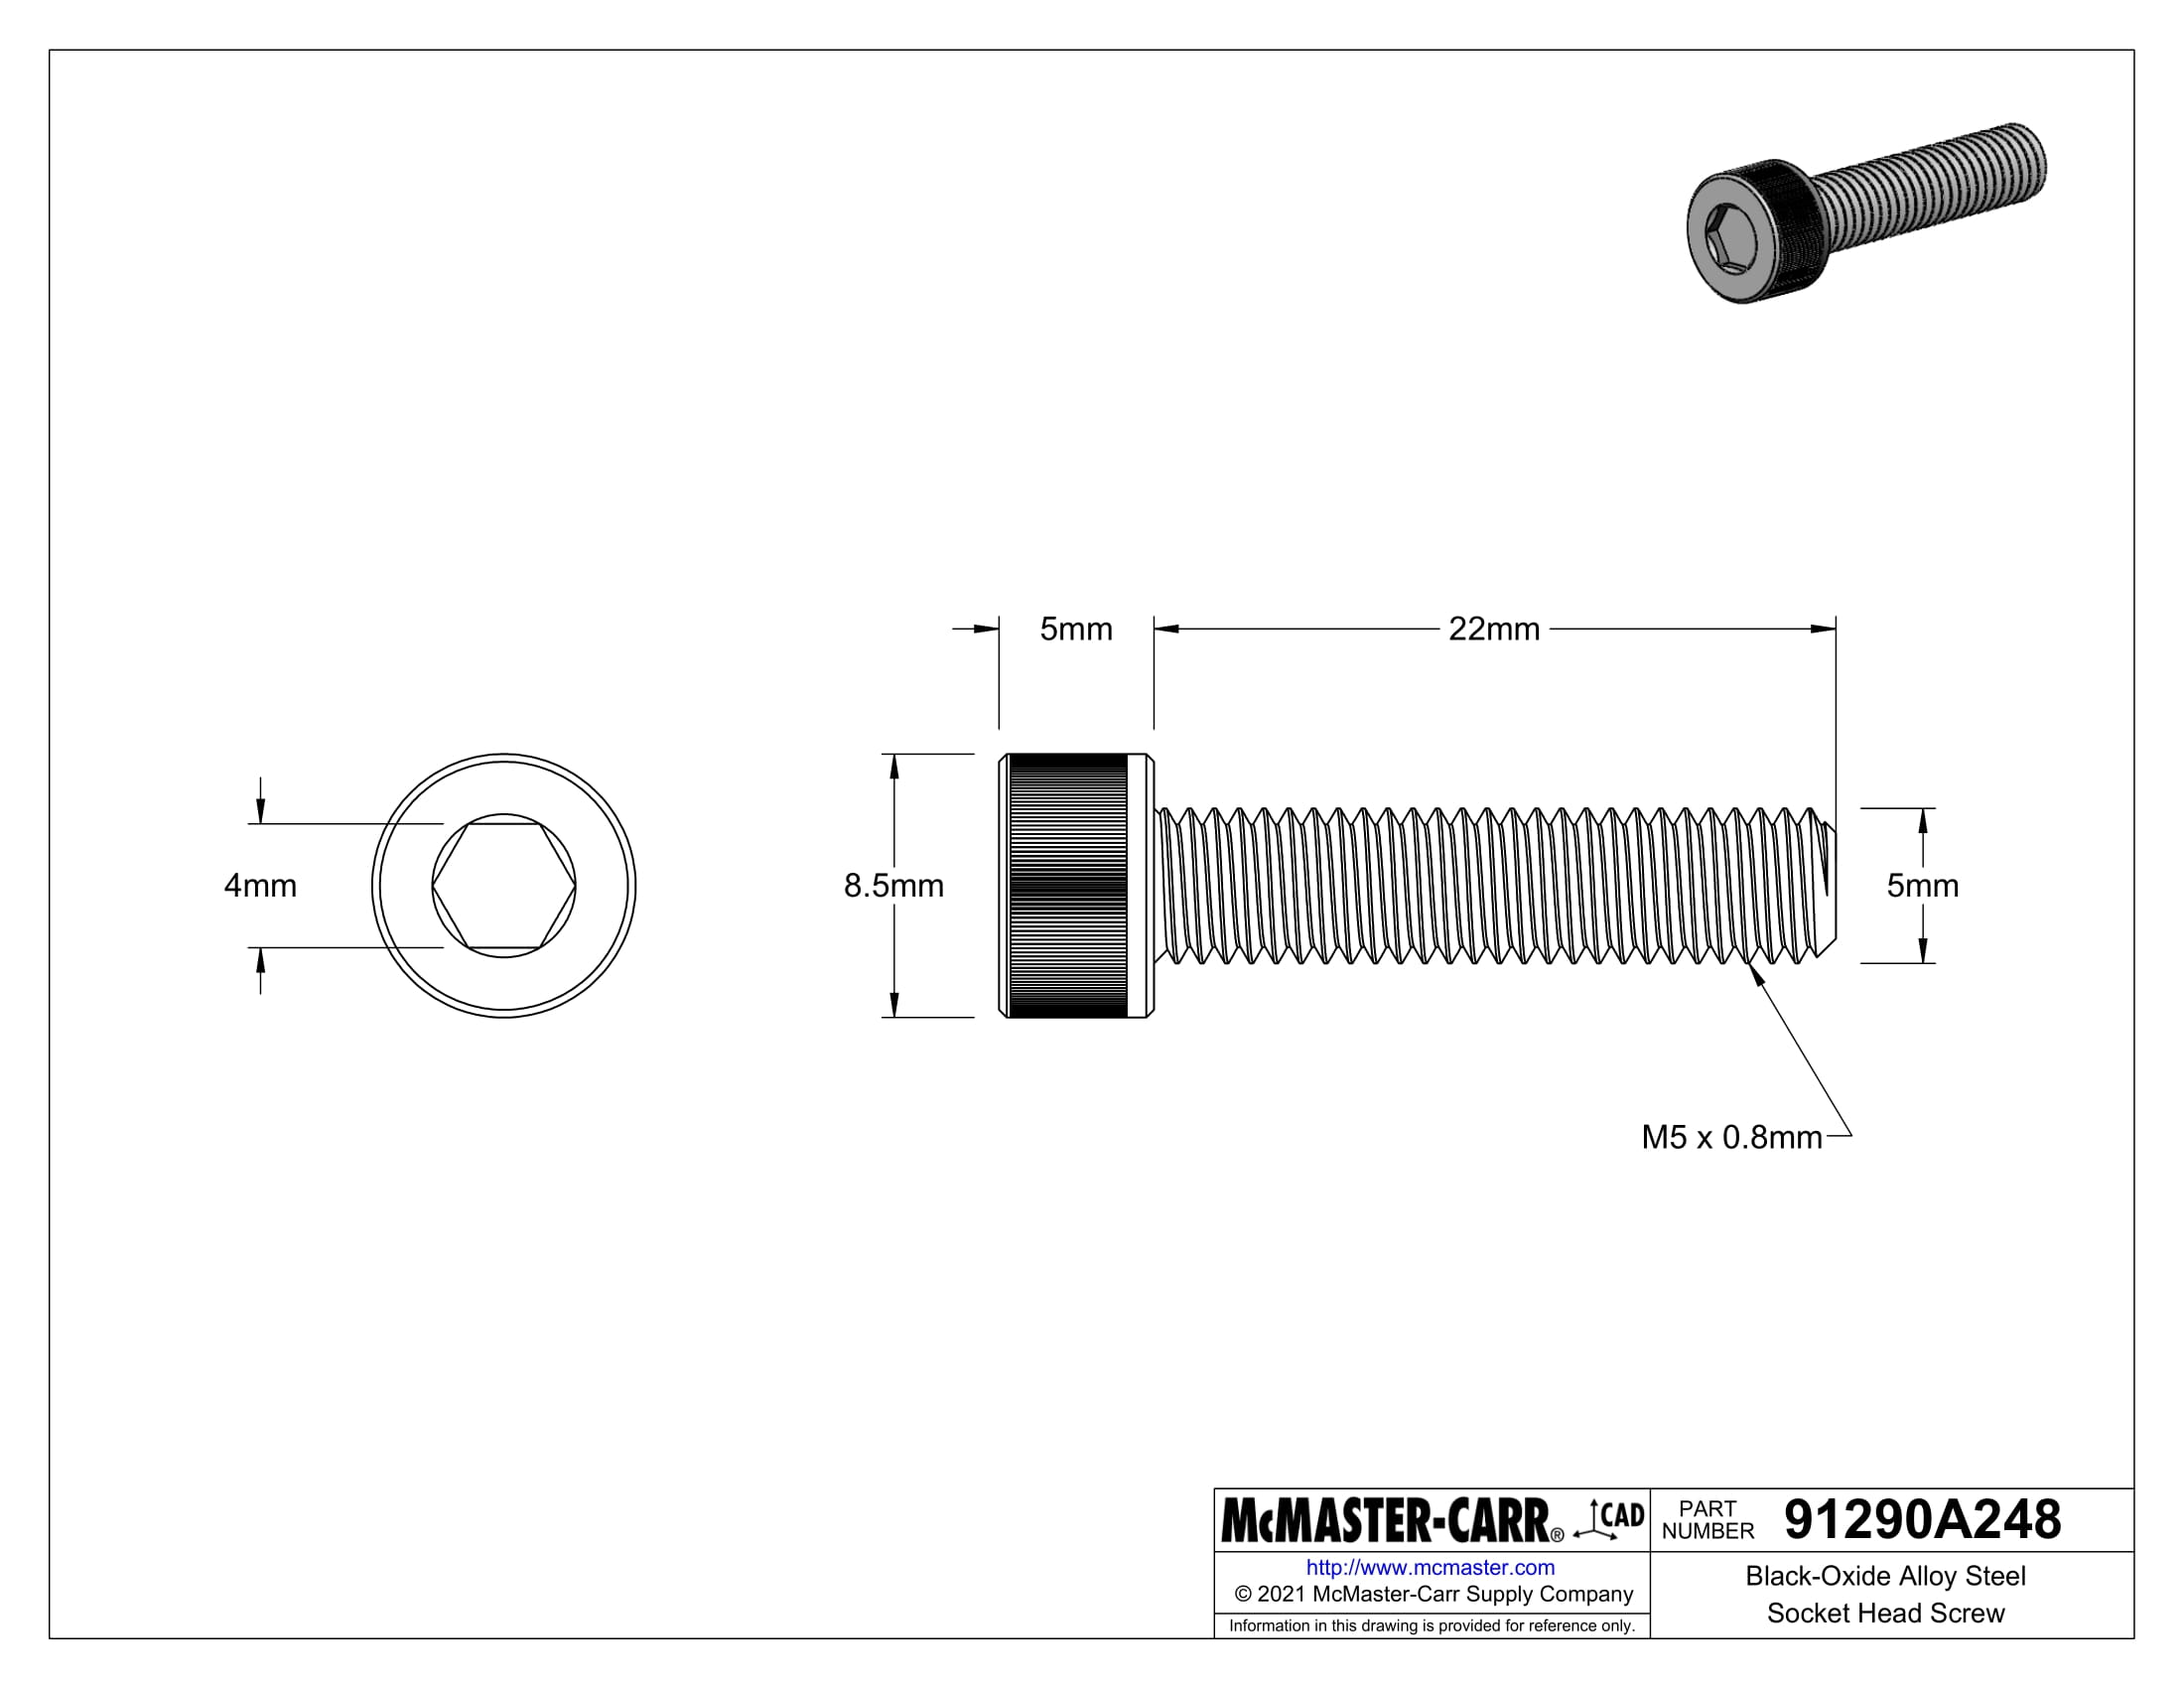 5mm
22mm
4mm
8.5mm
5mm
M5 x 0.8mm
McMASTER-CARR® CAD
PART
NUMBER
91290A248
http://www.mcmaster.com
© 2021 McMaster-Carr Supply Company
Information in this drawing is provided for reference only.
Black-Oxide Alloy Steel
Socket Head Screw